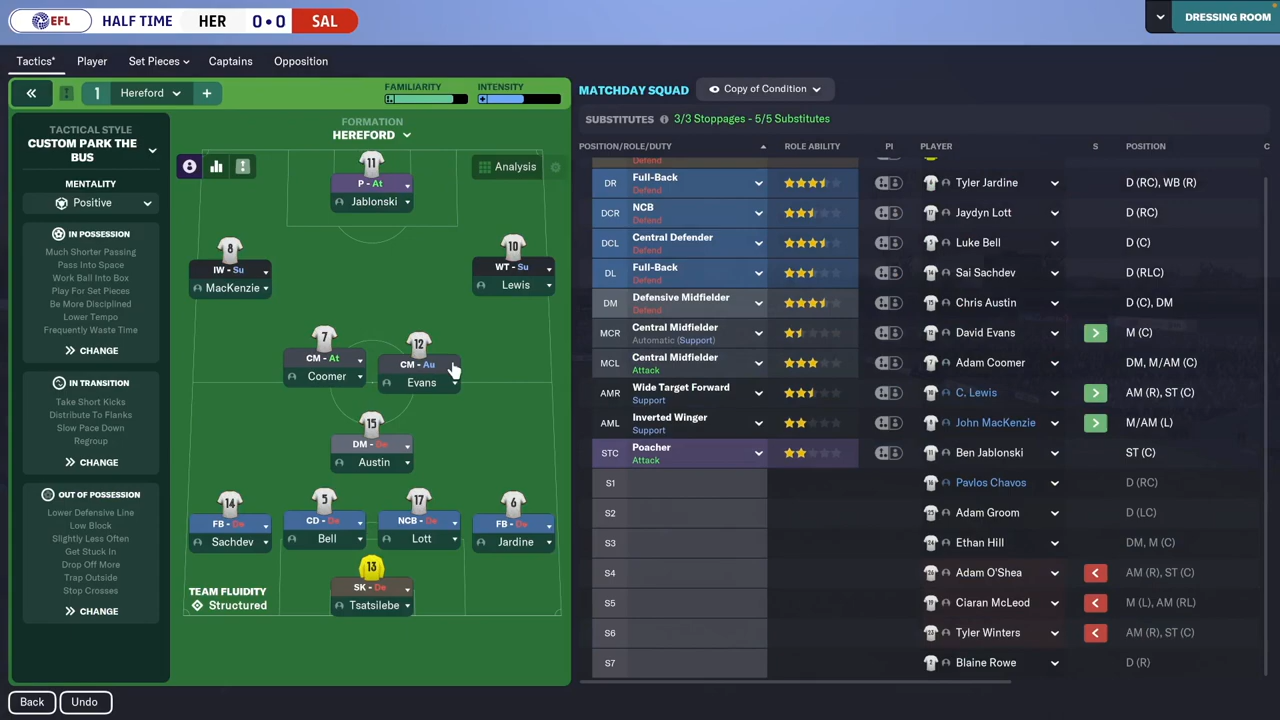 EFL HALF TIME HER 0 • 0 SAL
DRESSING ROOM
Tactics* Player Set Pieces Captains Opposition
1 Hereford +
FAMILIARITY
INTENSITY
TACTICAL STYLE
CUSTOM PARK THE
BUS
MENTALITY
Positive
IN POSSESSION
Much Shorter Passing
Pass Into Space
Work Ball Into Box
Play For Set Pieces
Be More Disciplined
Lower Tempo
Frequently Waste Time
CHANGE
IN TRANSITION
Take Short Kicks
Distribute To Flanks
Slow Pace Down
Regroup
CHANGE
OUT OF POSSESSION
Lower Defensive Line
Low Block
Slightly Less Often
Get Stuck In
Drop Off More
Trap Outside
Stop Crosses
CHANGE
FORMATION
HEREFORD
Analysis
11
P - At
Jablonski
8
IW - Su
MacKenzie
10
WT - Su
Lewis
7
CM - At
Coomer
12
CM - Au
Evans
15
DM - De
Austin
14
FB - De
Sachdev
5
CD - De
Bell
17
NCB - De
Lott
6
FB - De
Jardine
13
SK - De
Tsatsilebe
TEAM FLUIDITY
Structured
Back Undo
MATCHDAY SQUAD Copy of Condition
SUBSTITUTES 3/3 Stoppages - 5/5 Substitutes
POSITION/ROLE/DUTY ROLE ABILITY PI PLAYER S POSITION C
Defend
DR Full-Back Defend Tyler Jardine D (RC), WB (R)
DCR NCB Defend Jaydyn Lott D (RC)
DCL Central Defender Defend Luke Bell D (C)
DL Full-Back Defend Sai Sachdev D (RLC)
DM Defensive Midfielder Defend Chris Austin D (C), DM
MCR Central Midfielder Automatic (Support) David Evans M (C)
MCL Central Midfielder Attack Adam Coomer DM, M/AM (C)
AMR Wide Target Forward Support C. Lewis AM (R), ST (C)
AML Inverted Winger Support John MacKenzie M/AM (L)
STC Poacher Attack Ben Jablonski ST (C)
S1 Pavlos Chavos D (RC)
S2 Adam Groom D (LC)
S3 Ethan Hill DM, M (C)
S4 Adam O'Shea AM (R), ST (C)
S5 Ciaran McLeod M (L), AM (RL)
S6 Tyler Winters AM (R), ST (C)
S7 Blaine Rowe D (R)